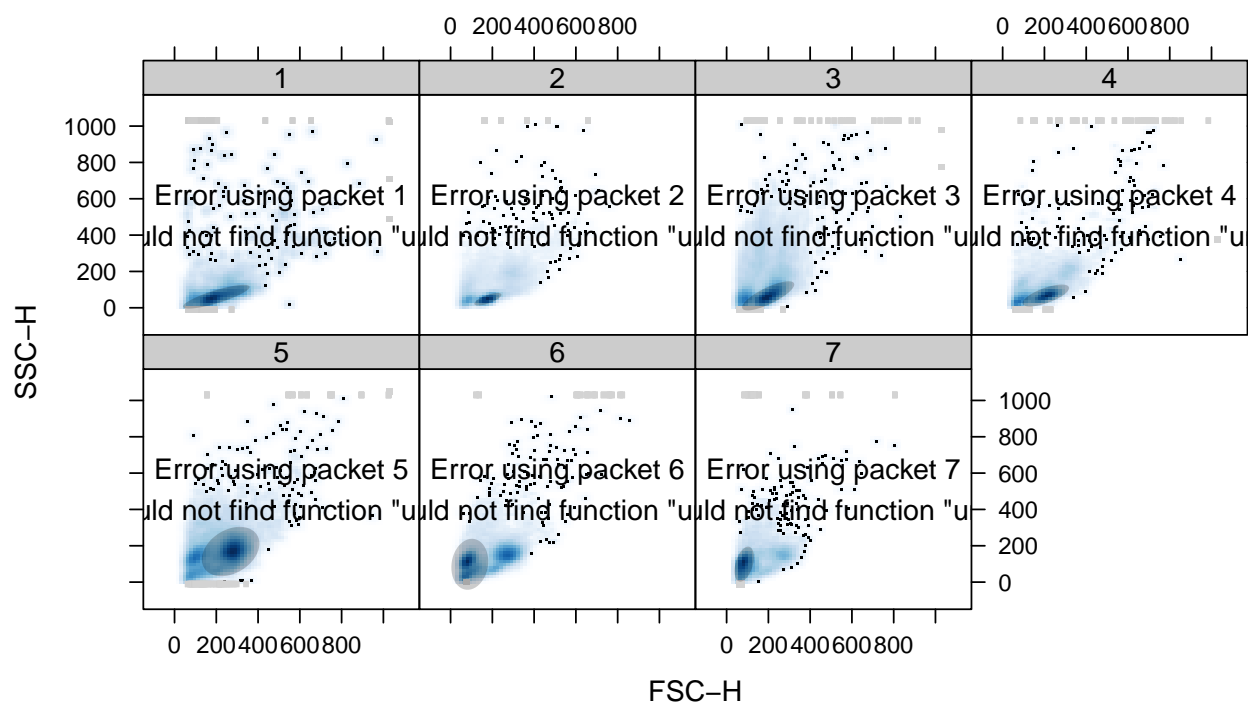 0 200400600800 0 200400600800
1 2 3 4
1000
800
600
400
200
0
Error using packet 1 Error using packet 2 Error using packet 3 Error using packet 4
uld not find function "u uld not find function "u uld not find function "u uld not find function "u
SSC−H
5 6 7
1000
800
600
400
200
0
Error using packet 5 Error using packet 6 Error using packet 7
uld not find function "u uld not find function "u uld not find function "u
0 200400600800 0 200400600800
FSC−H